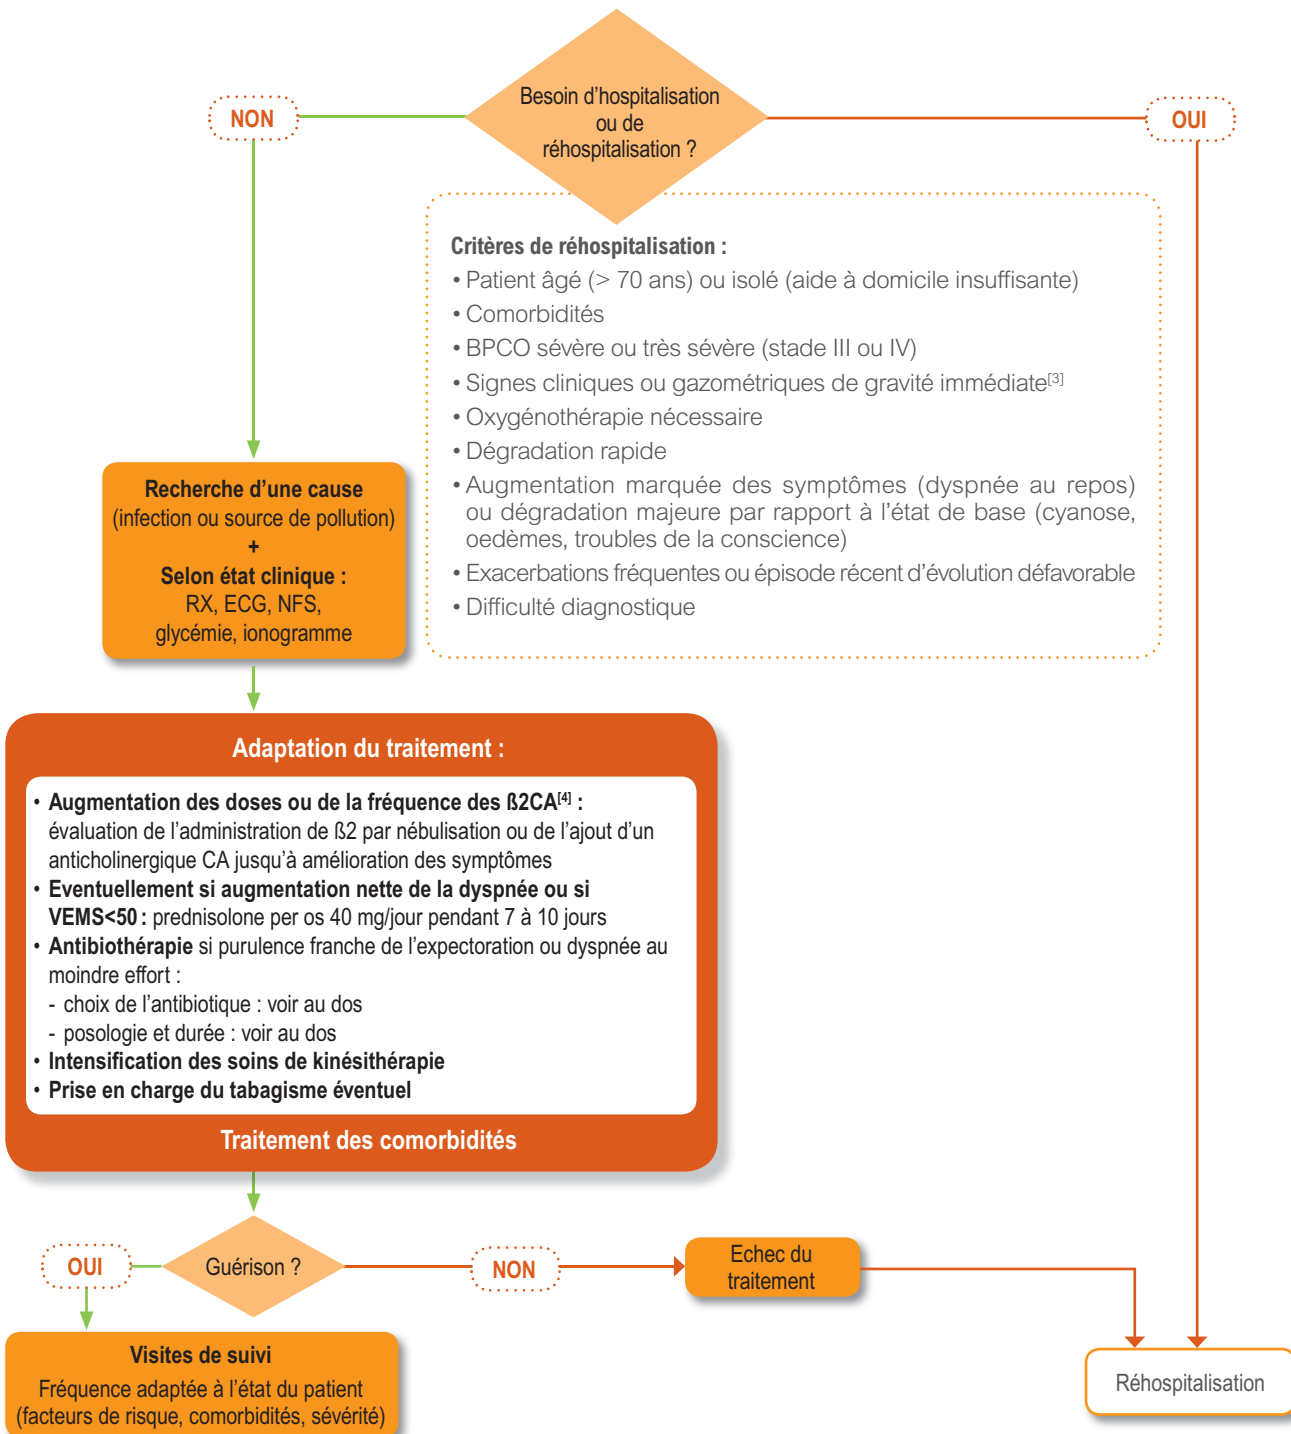 Besoin d'hospitalisation
ou de
réhospitalisation ?
NON
OUI
Critères de réhospitalisation :
• Patient âgé (> 70 ans) ou isolé (aide à domicile insuffisante)
• Comorbidités
• BPCO sévère ou très sévère (stade III ou IV)
• Signes cliniques ou gazométriques de gravité immédiate[3]
• Oxygénothérapie nécessaire
• Dégradation rapide
• Augmentation marquée des symptômes (dyspnée au repos)
ou dégradation majeure par rapport à l'état de base (cyanose,
oedèmes, troubles de la conscience)
• Exacerbations fréquentes ou épisode récent d'évolution défavorable
• Difficulté diagnostique
Recherche d'une cause
(infection ou source de pollution)
+
Selon état clinique :
RX, ECG, NFS,
glycémie, ionogramme
Adaptation du traitement :
• Augmentation des doses ou de la fréquence des ß2CA[4] :
évaluation de l'administration de ß2 par nébulisation ou de l'ajout d'un
anticholinergique CA jusqu'à amélioration des symptômes
• Eventuellement si augmentation nette de la dyspnée ou si
VEMS<50 : prednisolone per os 40 mg/jour pendant 7 à 10 jours
• Antibiothérapie si purulence franche de l'expectoration ou dyspnée au
moindre effort :
- choix de l'antibiotique : voir au dos
- posologie et durée : voir au dos
• Intensification des soins de kinésithérapie
• Prise en charge du tabagisme éventuel
Traitement des comorbidités
OUI
Guérison ?
NON
Echec du
traitement
Visites de suivi
Fréquence adaptée à l'état du patient
(facteurs de risque, comorbidités, sévérité)
Réhospitalisation